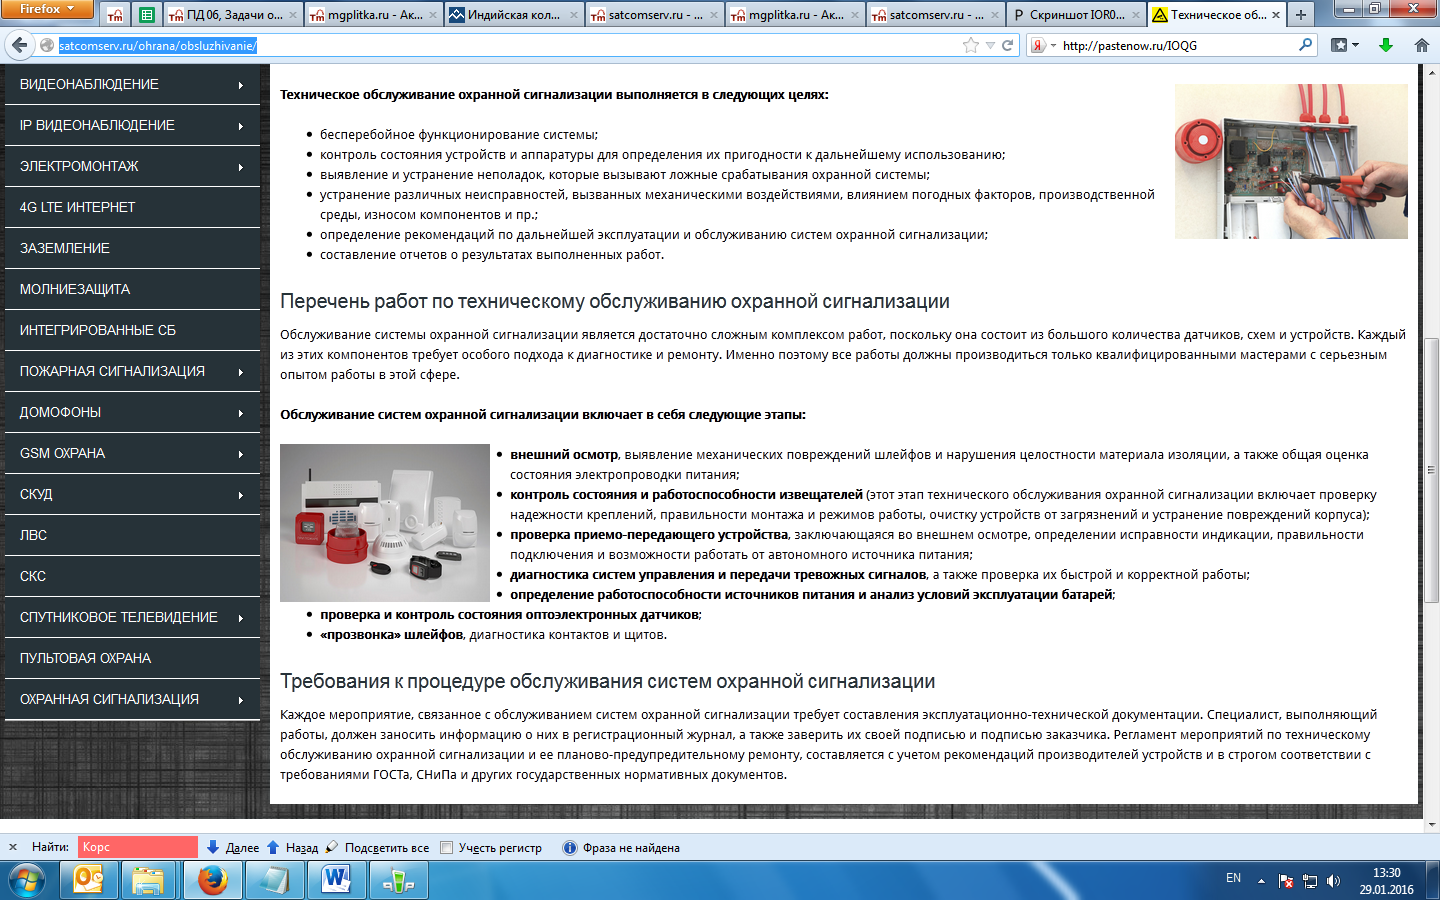 Firefox
ПД 06, Задачи о...
mgplitka.ru - Ак...
Индийская кол...
satcomserv.ru - ...
mgplitka.ru - Ак...
satcomserv.ru - ...
Скриншот IOR0...
Техническое об...
satcomserv.ru/ohrana/obsluzhivanie/
http://pastenow.ru/IOQG
ВИДЕОНАБЛЮДЕНИЕ
IP ВИДЕОНАБЛЮДЕНИЕ
ЭЛЕКТРОМОНТАЖ
4G LTE ИНТЕРНЕТ
ЗАЗЕМЛЕНИЕ
МОЛНИЕЗАЩИТА
ИНТЕГРИРОВАННЫЕ СБ
ПОЖАРНАЯ СИГНАЛИЗАЦИЯ
ДОМОФОНЫ
GSM ОХРАНА
СКУД
ЛВС
СКС
СПУТНИКОВОЕ ТЕЛЕВИДЕНИЕ
ПУЛЬТОВАЯ ОХРАНА
ОХРАННАЯ СИГНАЛИЗАЦИЯ
Техническое обслуживание охранной сигнализации выполняется в следующих целях:
бесперебойное функционирование системы;
контроль состояния устройств и аппаратуры для определения их пригодности к дальнейшему использованию;
выявление и устранение неполадок, которые вызывают ложные срабатывания охранной системы;
устранение различных неисправностей, вызванных механическими воздействиями, влиянием погодных факторов, производственной
среды, износом компонентов и пр.;
определение рекомендаций по дальнейшей эксплуатации и обслуживанию систем охранной сигнализации;
составление отчетов о результатах выполненных работ.
Перечень работ по техническому обслуживанию охранной сигнализации
Обслуживание системы охранной сигнализации является достаточно сложным комплексом работ, поскольку она состоит из большого количества датчиков, схем и устройств. Каждый
из этих компонентов требует особого подхода к диагностике и ремонту. Именно поэтому все работы должны производиться только квалифицированными мастерами с серьезным
опытом работы в этой сфере.
Обслуживание систем охранной сигнализации включает в себя следующие этапы:
внешний осмотр, выявление механических повреждений шлейфов и нарушения целостности материала изоляции, а также общая оценка
состояния электропроводки питания;
контроль состояния и работоспособности извещателей (этот этап технического обслуживания охранной сигнализации включает проверку
надежности креплений, правильности монтажа и режимов работы, очистку устройств от загрязнений и устранение повреждений корпуса);
проверка приемо-передающего устройства, заключающаяся во внешнем осмотре, определении исправности индикации, правильности
подключения и возможности работать от автономного источника питания;
диагностика систем управления и передачи тревожных сигналов, а также проверка их быстрой и корректной работы;
определение работоспособности источников питания и анализ условий эксплуатации батарей;
проверка и контроль состояния оптоэлектронных датчиков;
«прозвонка» шлейфов, диагностика контактов и щитов.
Требования к процедуре обслуживания систем охранной сигнализации
Каждое мероприятие, связанное с обслуживанием систем охранной сигнализации требует составления эксплуатационно-технической документации. Специалист, выполняющий
работы, должен заносить информацию о них в регистрационный журнал, а также заверить их своей подписью и подписью заказчика. Регламент мероприятий по техническому
обслуживанию охранной сигнализации и ее планово-предупредительному ремонту, составляется с учетом рекомендаций производителей устройств и в строгом соответствии с
требованиями ГОСТа, СНиПа и других государственных нормативных документов.
Найти: Корс Далее Назад Подсветить все Учесть регистр Фраза не найдена
EN
13:30
29.01.2016